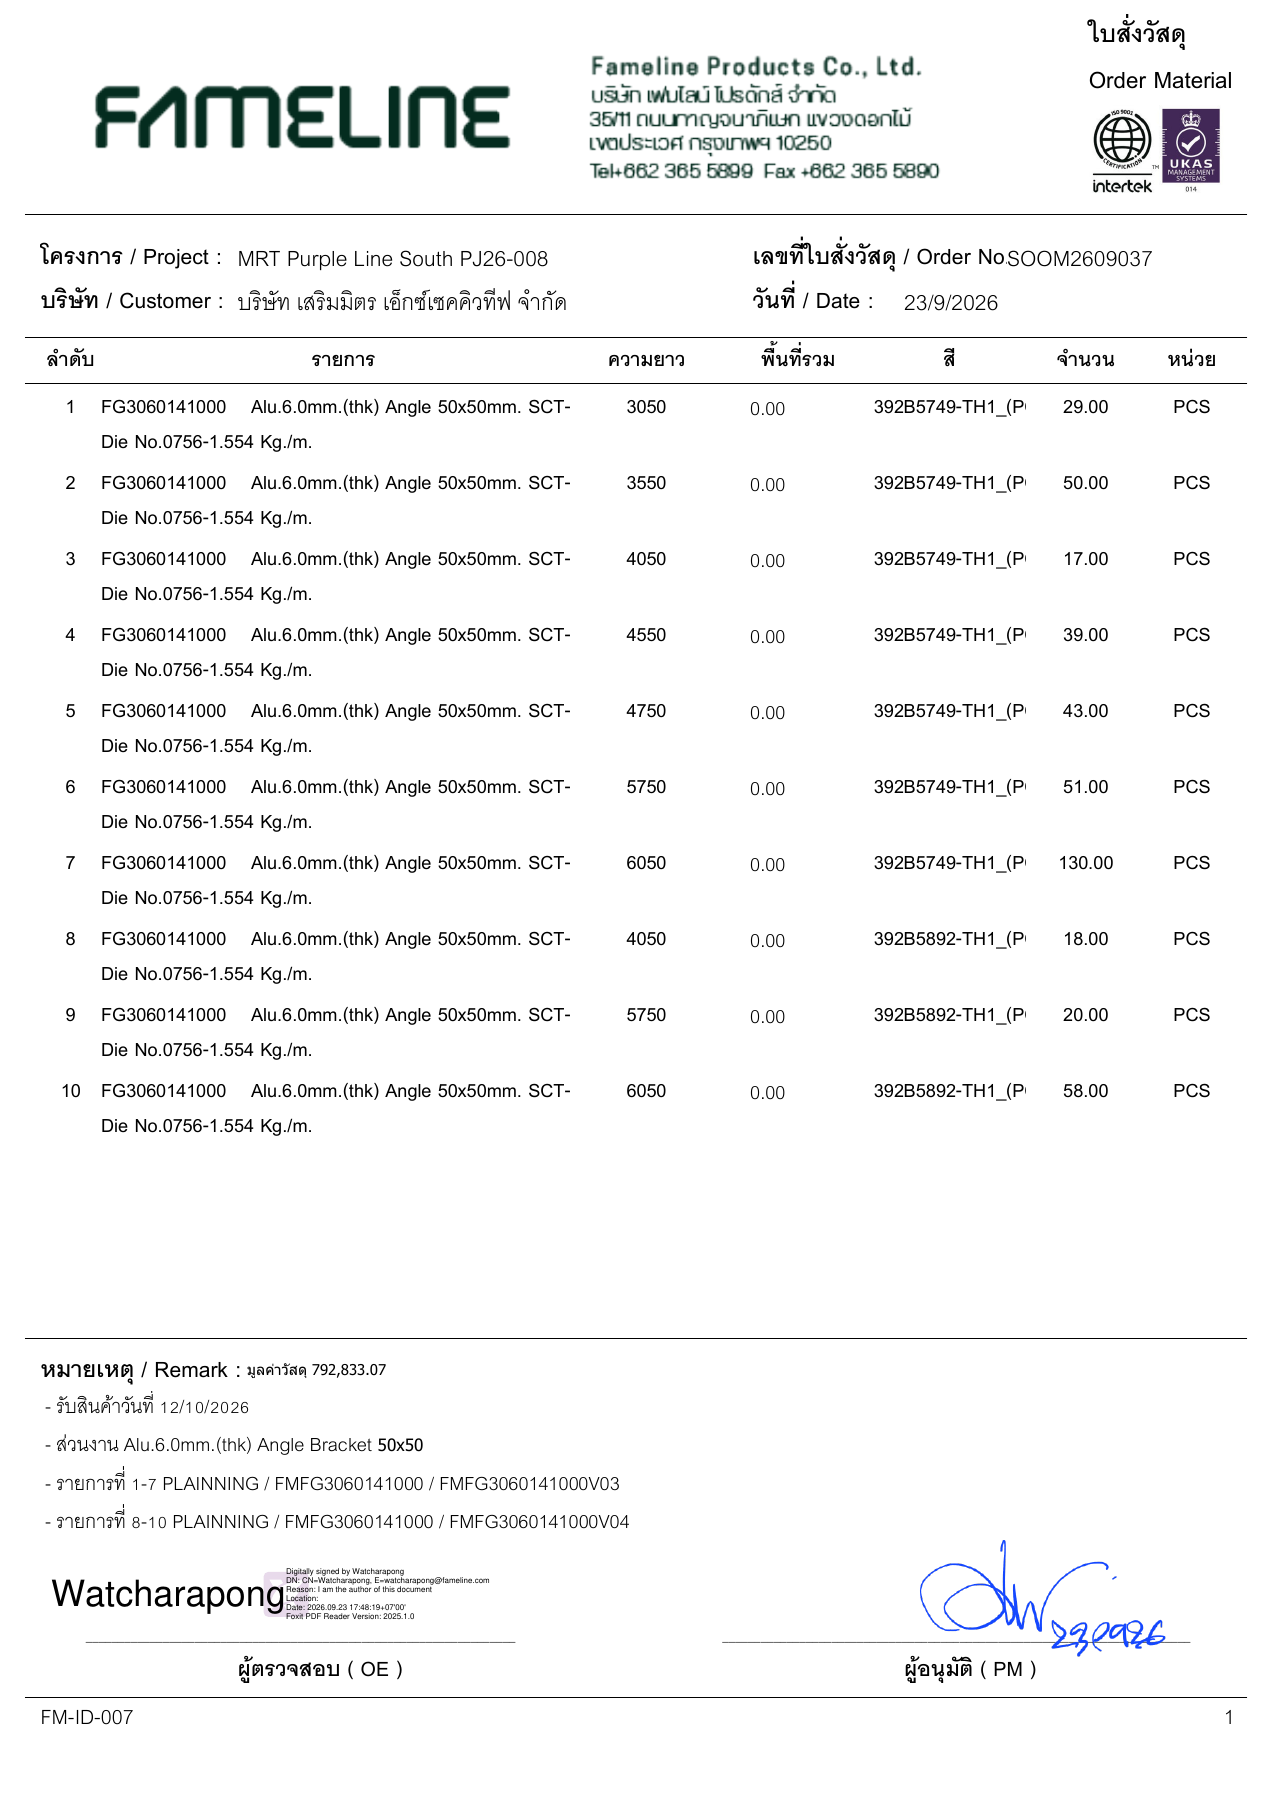 ใบสั่งวัสดุ
Order Material
FAMELINE
Fameline Products Co., Ltd.
บริษัท เฟมไลน์ โปรดักส์ จำกัด
35/11 ถนนกาญจนาภิเษก แขวงดอกไม้
เขตประเวศ กรุงเทพฯ 10250
Tel+662 365 5899 Fax +662 365 5890
ISO 9001
CERTIFICATION
intertek
TM
UKAS
MANAGEMENT
SYSTEMS
014
โครงการ / Project : MRT Purple Line South PJ26-008 เลขที่ใบสั่งวัสดุ / Order No SOOM2609037
บริษัท / Customer : บริษัท เสริมมิตร เอ็กซ์เซคคิวทีฟ จำกัด วันที่ / Date : 23/9/2026
ลำดับ รายการ ความยาว พื้นที่รวม สี จำนวน หน่วย
1 FG3060141000 Alu.6.0mm.(thk) Angle 50x50mm. SCT- 3050 0.00 392B5749-TH1_(P 29.00 PCS
Die No.0756-1.554 Kg./m.
2 FG3060141000 Alu.6.0mm.(thk) Angle 50x50mm. SCT- 3550 0.00 392B5749-TH1_(P 50.00 PCS
Die No.0756-1.554 Kg./m.
3 FG3060141000 Alu.6.0mm.(thk) Angle 50x50mm. SCT- 4050 0.00 392B5749-TH1_(P 17.00 PCS
Die No.0756-1.554 Kg./m.
4 FG3060141000 Alu.6.0mm.(thk) Angle 50x50mm. SCT- 4550 0.00 392B5749-TH1_(P 39.00 PCS
Die No.0756-1.554 Kg./m.
5 FG3060141000 Alu.6.0mm.(thk) Angle 50x50mm. SCT- 4750 0.00 392B5749-TH1_(P 43.00 PCS
Die No.0756-1.554 Kg./m.
6 FG3060141000 Alu.6.0mm.(thk) Angle 50x50mm. SCT- 5750 0.00 392B5749-TH1_(P 51.00 PCS
Die No.0756-1.554 Kg./m.
7 FG3060141000 Alu.6.0mm.(thk) Angle 50x50mm. SCT- 6050 0.00 392B5749-TH1_(P 130.00 PCS
Die No.0756-1.554 Kg./m.
8 FG3060141000 Alu.6.0mm.(thk) Angle 50x50mm. SCT- 4050 0.00 392B5892-TH1_(P 18.00 PCS
Die No.0756-1.554 Kg./m.
9 FG3060141000 Alu.6.0mm.(thk) Angle 50x50mm. SCT- 5750 0.00 392B5892-TH1_(P 20.00 PCS
Die No.0756-1.554 Kg./m.
10 FG3060141000 Alu.6.0mm.(thk) Angle 50x50mm. SCT- 6050 0.00 392B5892-TH1_(P 58.00 PCS
Die No.0756-1.554 Kg./m.
หมายเหตุ / Remark : มูลค่าวัสดุ 792,833.07
- รับสินค้าวันที่ 12/10/2026
- ส่วนงาน Alu.6.0mm.(thk) Angle Bracket 50x50
- รายการที่ 1-7 PLAINNING / FMFG3060141000 / FMFG3060141000V03
- รายการที่ 8-10 PLAINNING / FMFG3060141000 / FMFG3060141000V04
Watcharapong
Digitally signed by Watcharapong
DN: CN=Watcharapong, E=watcharapong@fameline.com
Reason: I am the author of this document
Location:
Date: 2026.09.23 17:48:19+07'00'
Foxit PDF Reader Version: 2025.1.0
230926
ผู้ตรวจสอบ ( OE ) ผู้อนุมัติ ( PM )
FM-ID-007 1